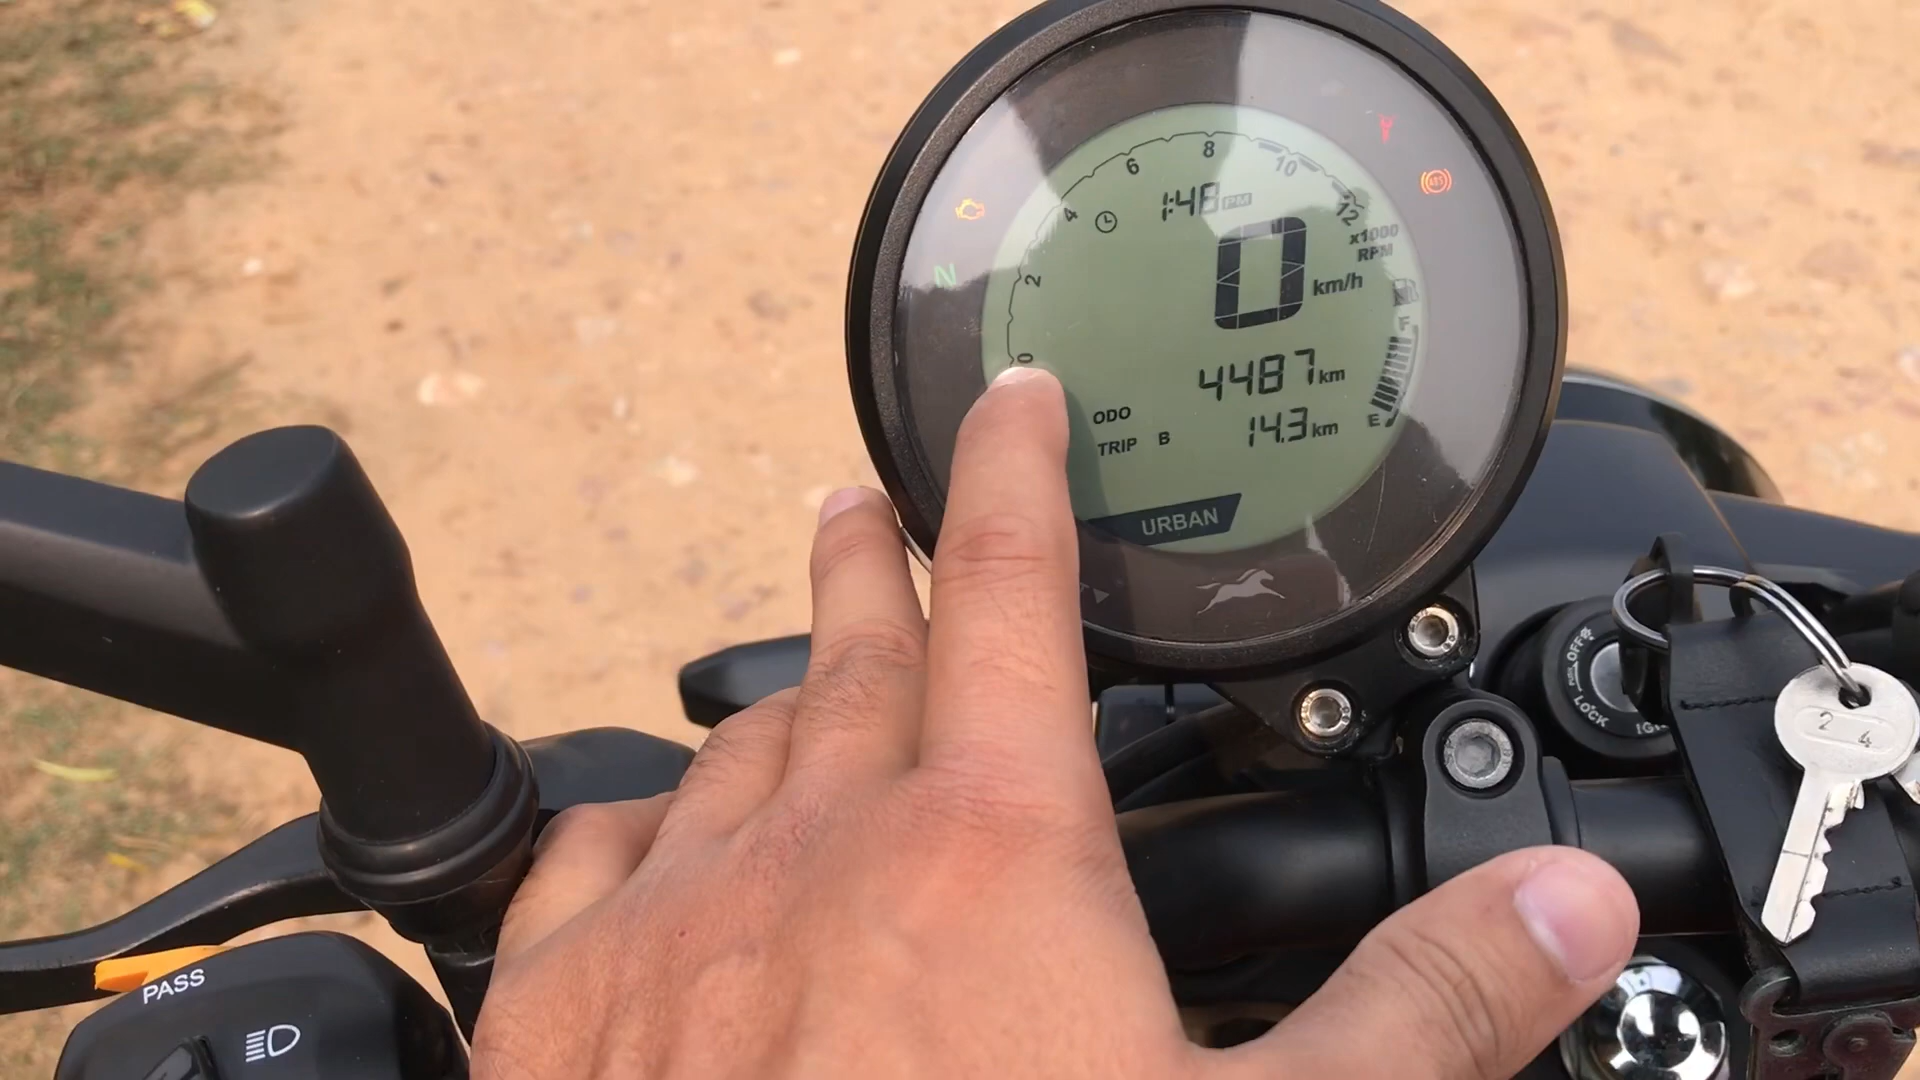 8
6
10
4
12
1:48 PM
x1000
RPM
ABS
N
2
0
km/h
F
0
4487 km
ODO
TRIP B 14.3 km
E
URBAN
OFF
LOCK
2 4
PASS